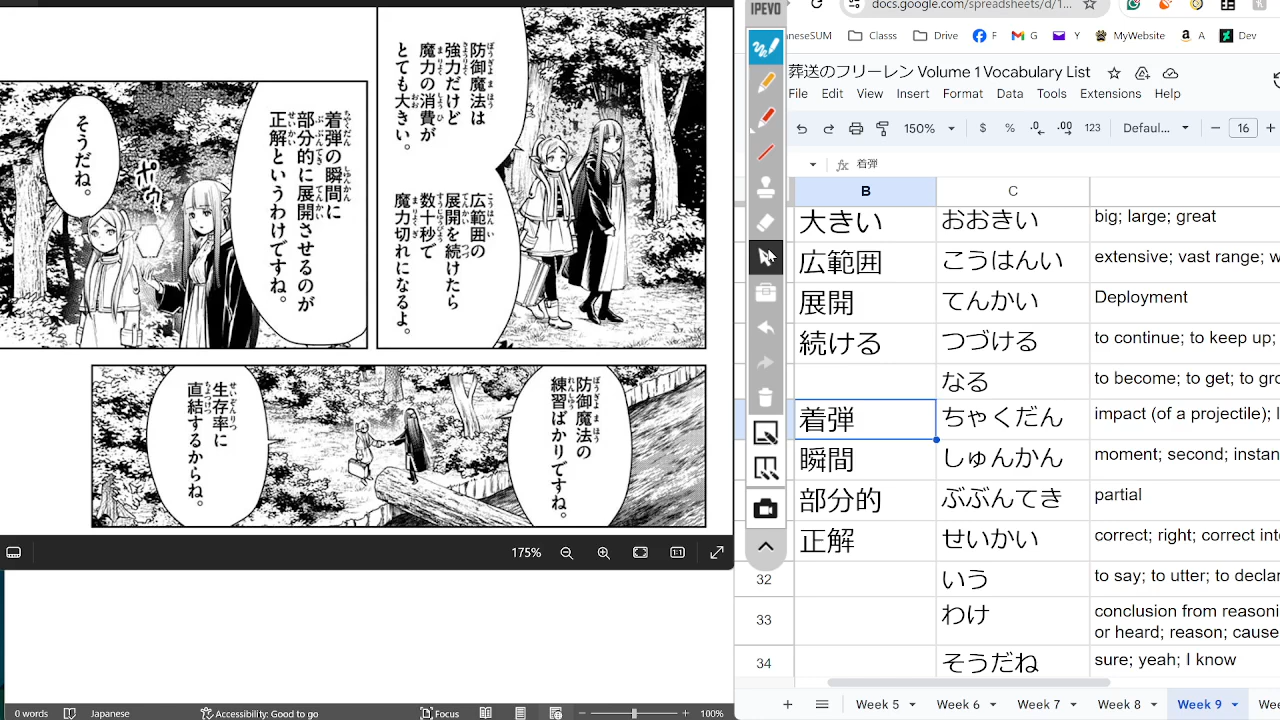 防御魔法は
強力だけど
魔力の消費が
とても大きい。
広範囲の
展開を続けたら
数十秒で
魔力切れになるよ。
着弾の瞬間に
部分的に展開させるのが
正解というわけですね。
そうだね。
ポゥ?
防御魔法の
練習ばかりですね。
生存率に
直結するからね。
175%
1:1
0 words
Japanese
Accessibility: Good to go
Focus
100%
IPEVO
docs.google.com/spreadsheets/d/1...
aneseSUM
Classs
Drive
F
G
Y
MyWebsite
A
Dev
葬送のフリーレン Volume 1 Vocabulary List
File Edit View Insert Format Data Tools Extensions Help
150% $ % .0 .00 123 Defaul... 16
fx 着弾
B C
大きい おおきい big; large; great
広範囲 こうはんい extensive; vast range; w
展開 てんかい Deployment
続ける つづける to continue; to keep up;
なる to become; to get; to gro
着弾 ちゃくだん impact (of a projectile);
瞬間 しゅんかん moment; second; instan
部分的 ぶぶんてき partial
正解 せいかい correct; right; correct inte
32 いう to say; to utter; to declar
33 わけ conclusion from reasoni
or heard; reason; cause
34 そうだね sure; yeah; I know
Week 5 Week 6 Week 7 Week 8 Week 9 We